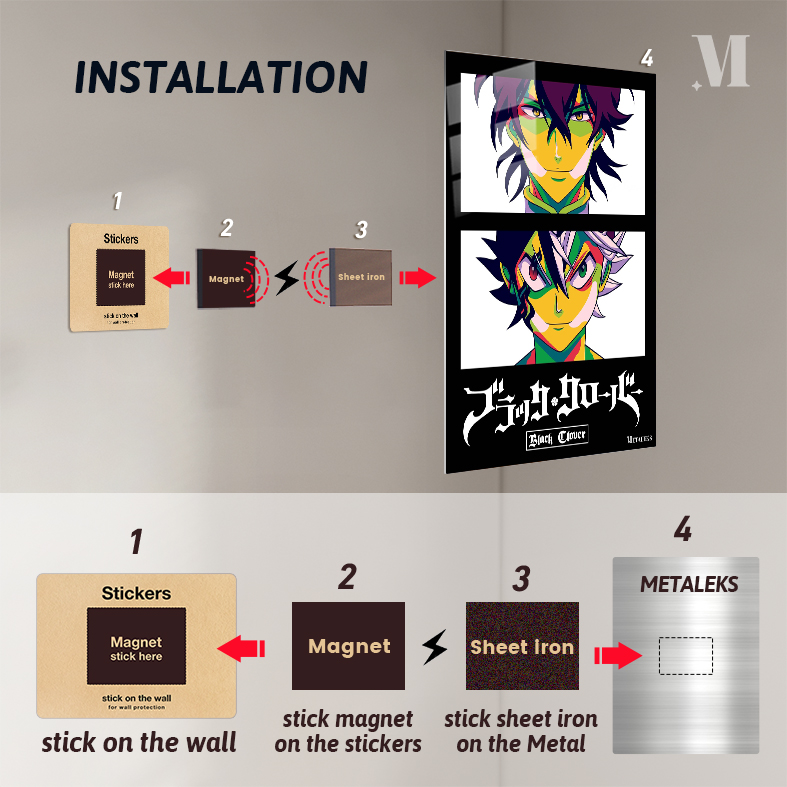 INSTALLATION
M
4
1
2
3
Stickers
Magnet
stick here
stick on the wall
for wall protection
Magnet
Sheet iron
ブラック・クローバー
Black Clover
METALEKS
1
2
3
4
Stickers
Magnet
stick here
stick on the wall
for wall protection
Magnet
Sheet iron
METALEKS
stick on the wall
stick magnet
on the stickers
stick sheet iron
on the Metal